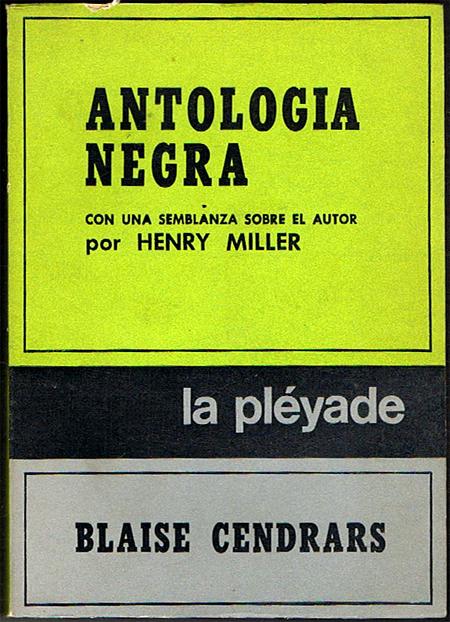 ANTOLOGIA
NEGRA
CON UNA SEMBLANZA SOBRE EL AUTOR
por HENRY MILLER
la pléyade
BLAISE CENDRARS